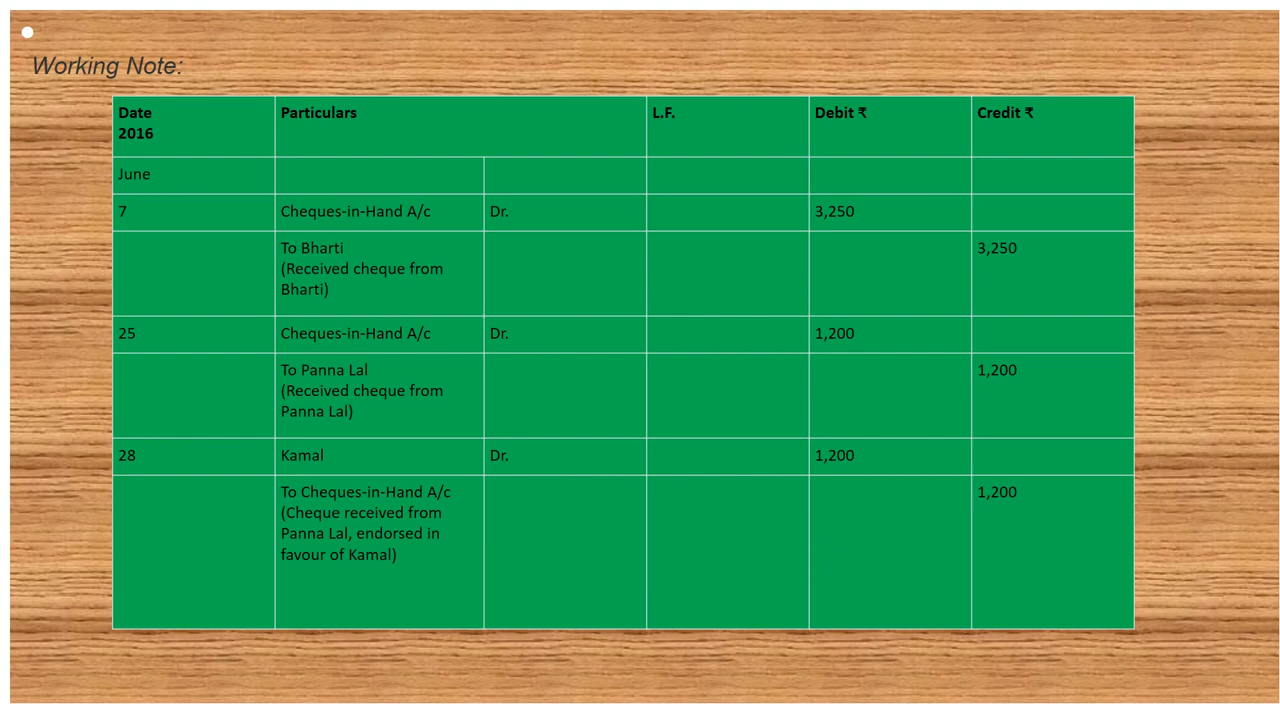 Working Note:
Date Particulars L.F. Debit ₹ Credit ₹
2016
June
7 Cheques-in-Hand A/c Dr. 3,250
To Bharti 3,250
(Received cheque from
Bharti)
25 Cheques-in-Hand A/c Dr. 1,200
To Panna Lal 1,200
(Received cheque from
Panna Lal)
28 Kamal Dr. 1,200
To Cheques-in-Hand A/c 1,200
(Cheque received from
Panna Lal, endorsed in
favour of Kamal)